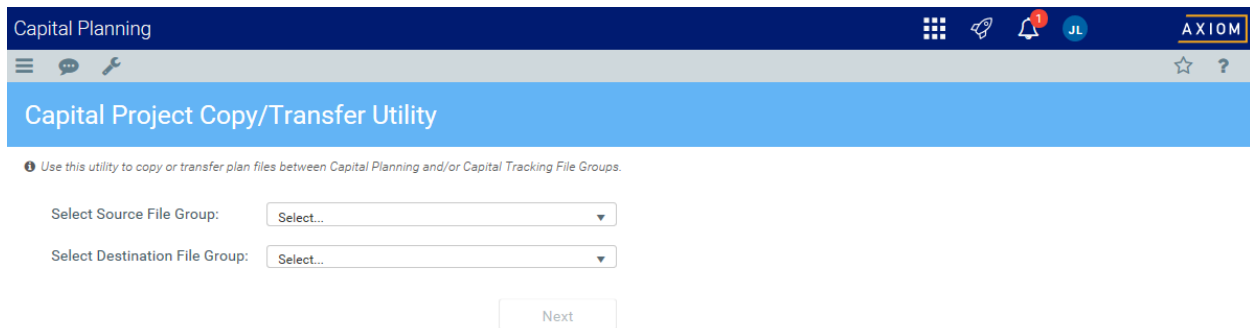 Capital Planning
1
JL
AXIOM
?
Capital Project Copy/Transfer Utility
Use this utility to copy or transfer plan files between Capital Planning and/or Capital Tracking File Groups.
Select Source File Group: Select...
Select Destination File Group: Select...
Next